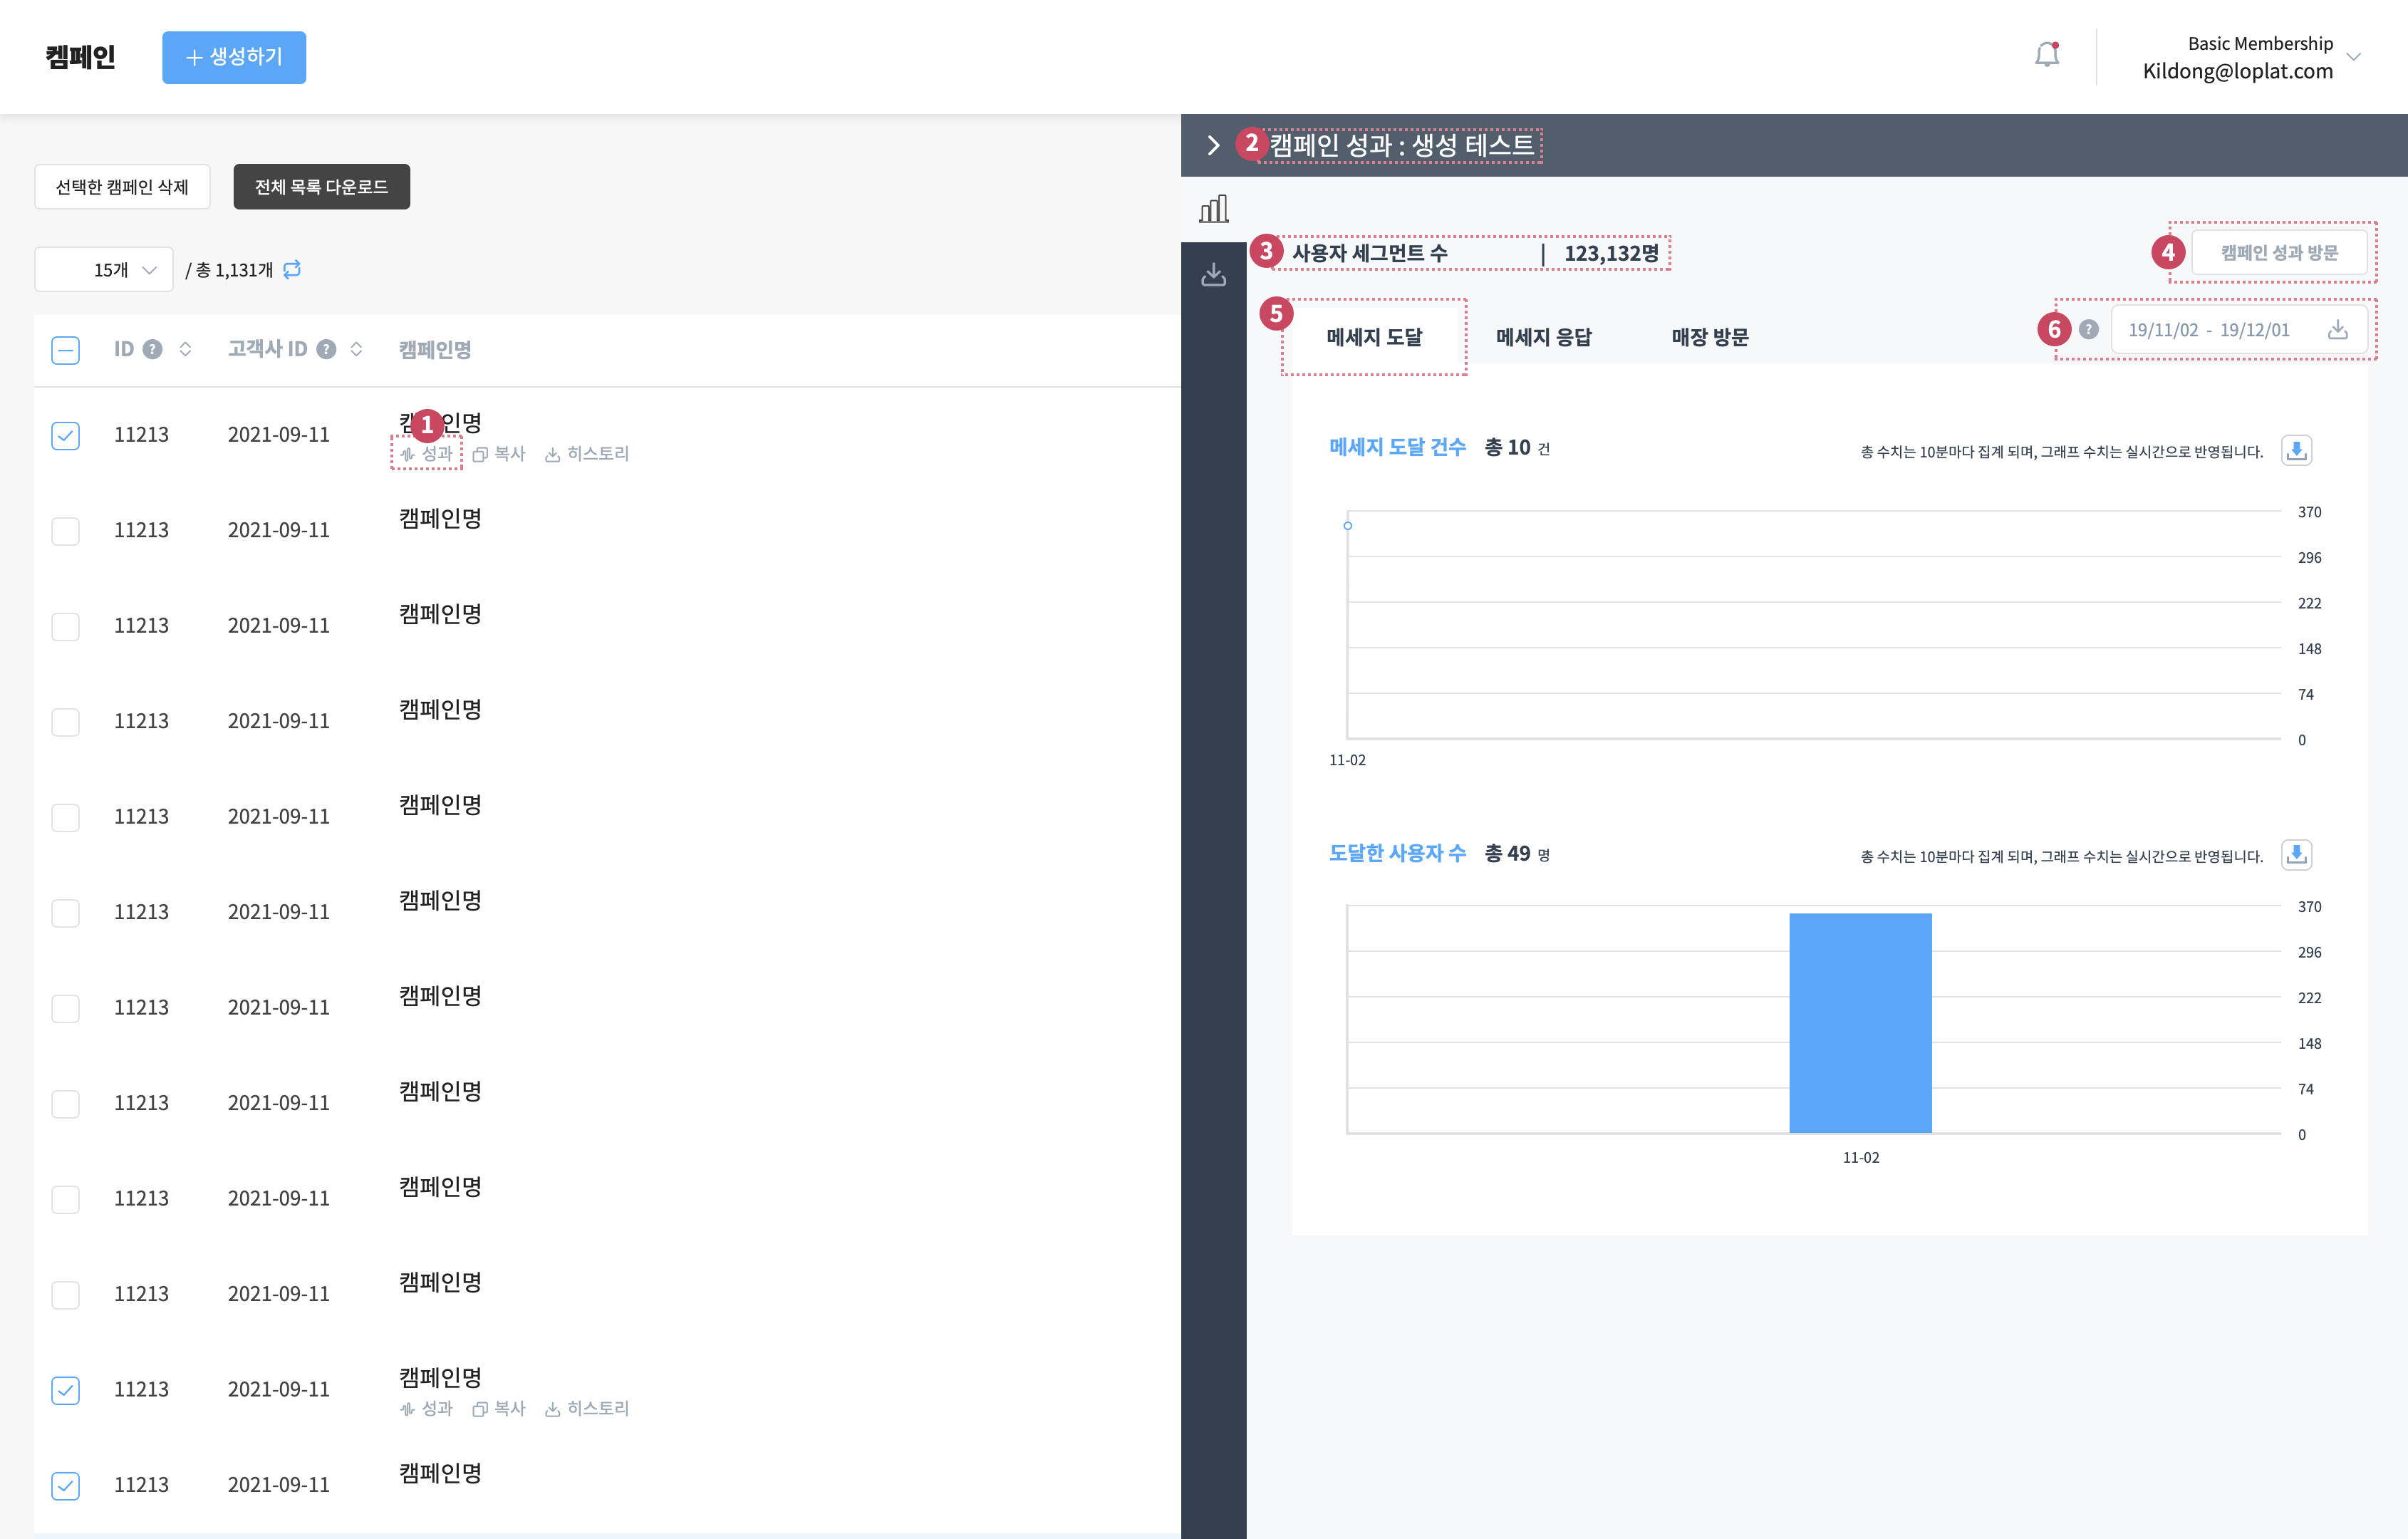 켐페인
+ 생성하기
Basic Membership
Kildong@loplat.com
선택한 캠페인 삭제
전체 목록 다운로드
15개
/ 총 1,131개
ID ?
고객사 ID ?
캠페인명
11213 2021-09-11 캠페인명
1
성과 복사 히스토리
11213 2021-09-11 캠페인명
11213 2021-09-11 캠페인명
11213 2021-09-11 캠페인명
11213 2021-09-11 캠페인명
11213 2021-09-11 캠페인명
11213 2021-09-11 캠페인명
11213 2021-09-11 캠페인명
11213 2021-09-11 캠페인명
11213 2021-09-11 캠페인명
11213 2021-09-11 캠페인명
성과 복사 히스토리
11213 2021-09-11 캠페인명
2 캠페인 성과 : 생성 테스트
3 사용자 세그먼트 수 | 123,132명
4 캠페인 성과 방문
5 메세지 도달
메세지 응답
매장 방문
6 ? 19/11/02 - 19/12/01
메세지 도달 건수 총 10 건
총 수치는 10분마다 집계 되며, 그래프 수치는 실시간으로 반영됩니다.
370
296
222
148
74
0
11-02
도달한 사용자 수 총 49 명
총 수치는 10분마다 집계 되며, 그래프 수치는 실시간으로 반영됩니다.
370
296
222
148
74
0
11-02